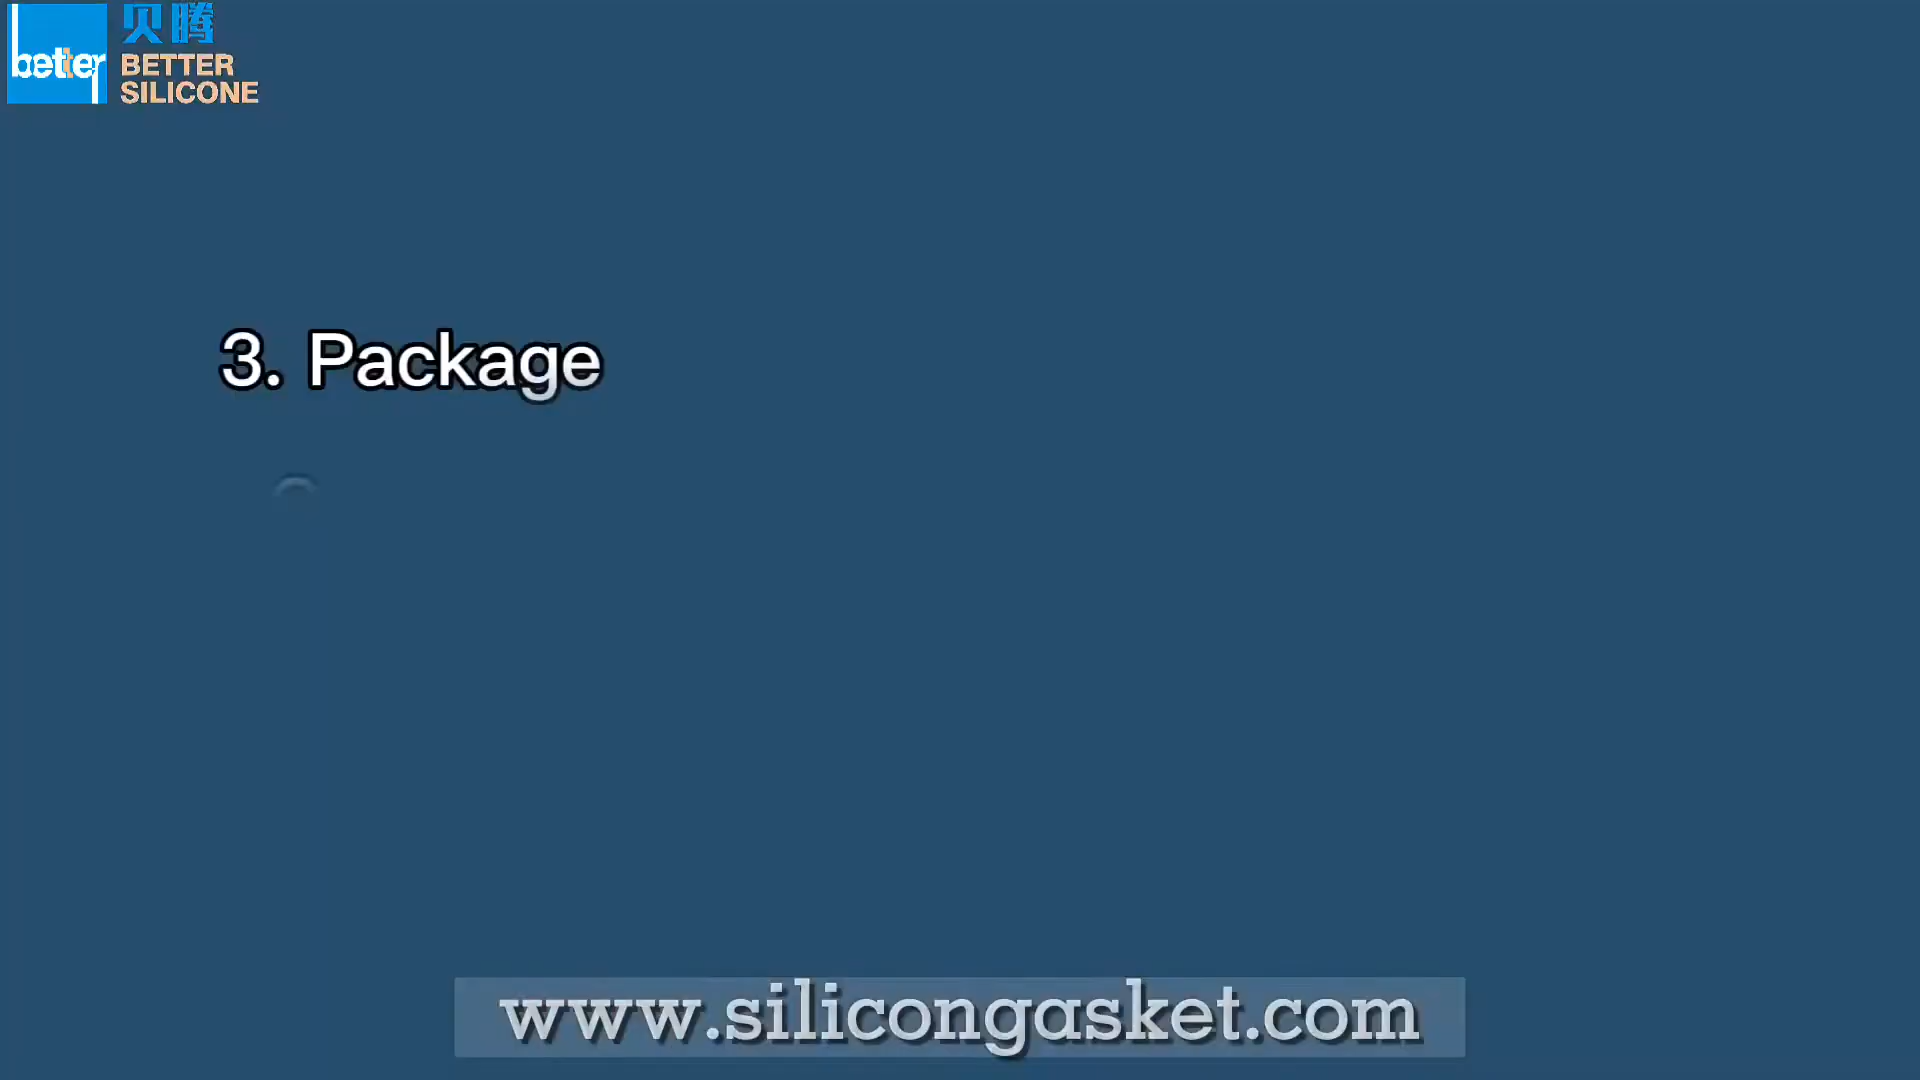 better
贝腾
BETTER
SILICONE
3. Package
www.silicongasket.com